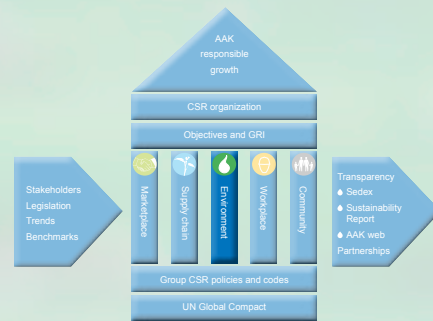 AAK
responsible
growth
CSR organization
Objectives and GRI
Stakeholders
Legislation
Trends
Benchmarks
Marketplace
Supply chain
Environment
Workplace
Community
Transparency
Sedex
Sustainability
Report
AAK web
Partnerships
Group CSR policies and codes
UN Global Compact